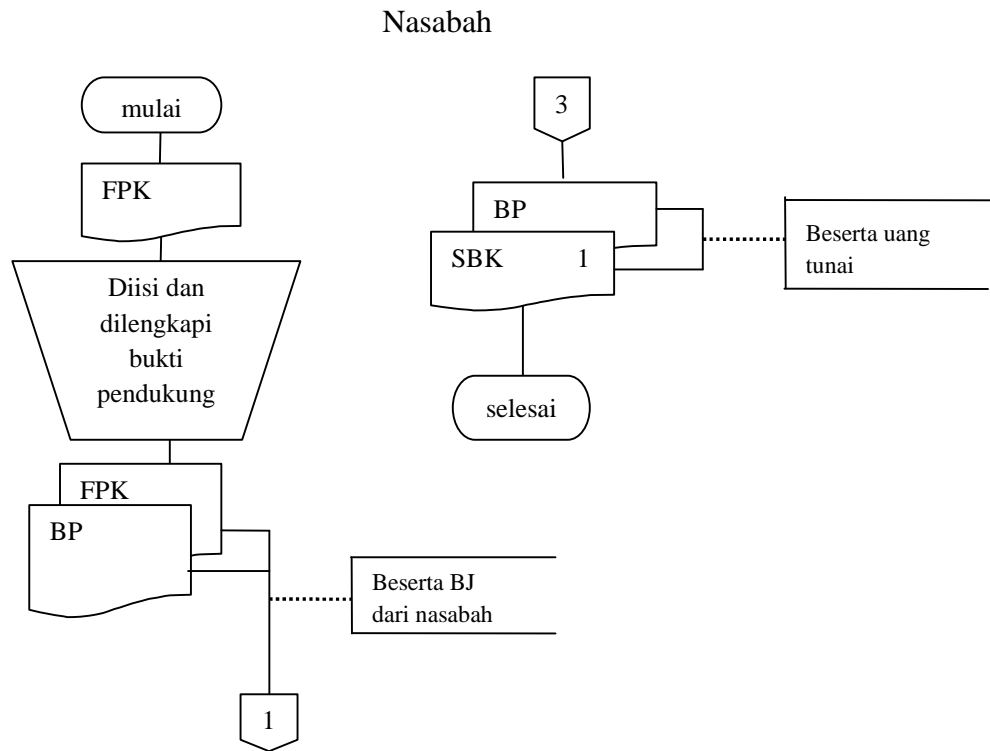 Nasabah
mulai
FPK
Diisi dan
dilengkapi
bukti
pendukung
FPK
BP
Beserta BJ
dari nasabah
1
3
BP
SBK 1
Beserta uang
tunai
selesai